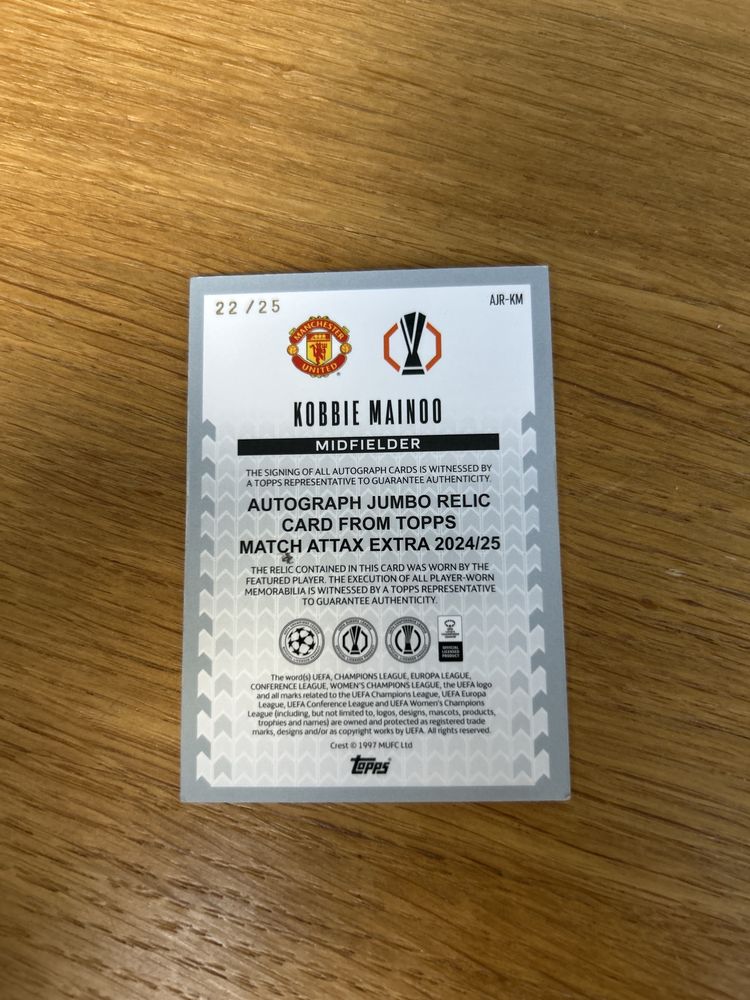 22/25
AJR-KM
MANCHESTER
UNITED
KOBBIE MAINOO
MIDFIELDER
THE SIGNING OF ALL AUTOGRAPH CARDS IS WITNESSED BY
A TOPPS REPRESENTATIVE TO GUARANTEE AUTHENTICITY.
AUTOGRAPH JUMBO RELIC
CARD FROM TOPPS
MATCH ATTAX EXTRA 2024/25
THE RELIC CONTAINED IN THIS CARD WAS WORN BY THE
FEATURED PLAYER. THE EXECUTION OF ALL PLAYER-WORN
MEMORABILIA IS WITNESSED BY A TOPPS REPRESENTATIVE
TO GUARANTEE AUTHENTICITY.
OFFICIAL
LICENSED
PRODUCT
The word(s) UEFA, CHAMPIONS LEAGUE, EUROPA LEAGUE,
CONFERENCE LEAGUE, WOMEN'S CHAMPIONS LEAGUE, the UEFA logo
and all marks related to the UEFA Champions League, UEFA Europa
League, UEFA Conference League and UEFA Women's Champions
League (including, but not limited to, logos, designs, mascots, products,
trophies and names) are owned and protected as registered trade
marks, designs and/or as copyright works by UEFA. All rights reserved.
Crest © 1997 MUFC Ltd
topps